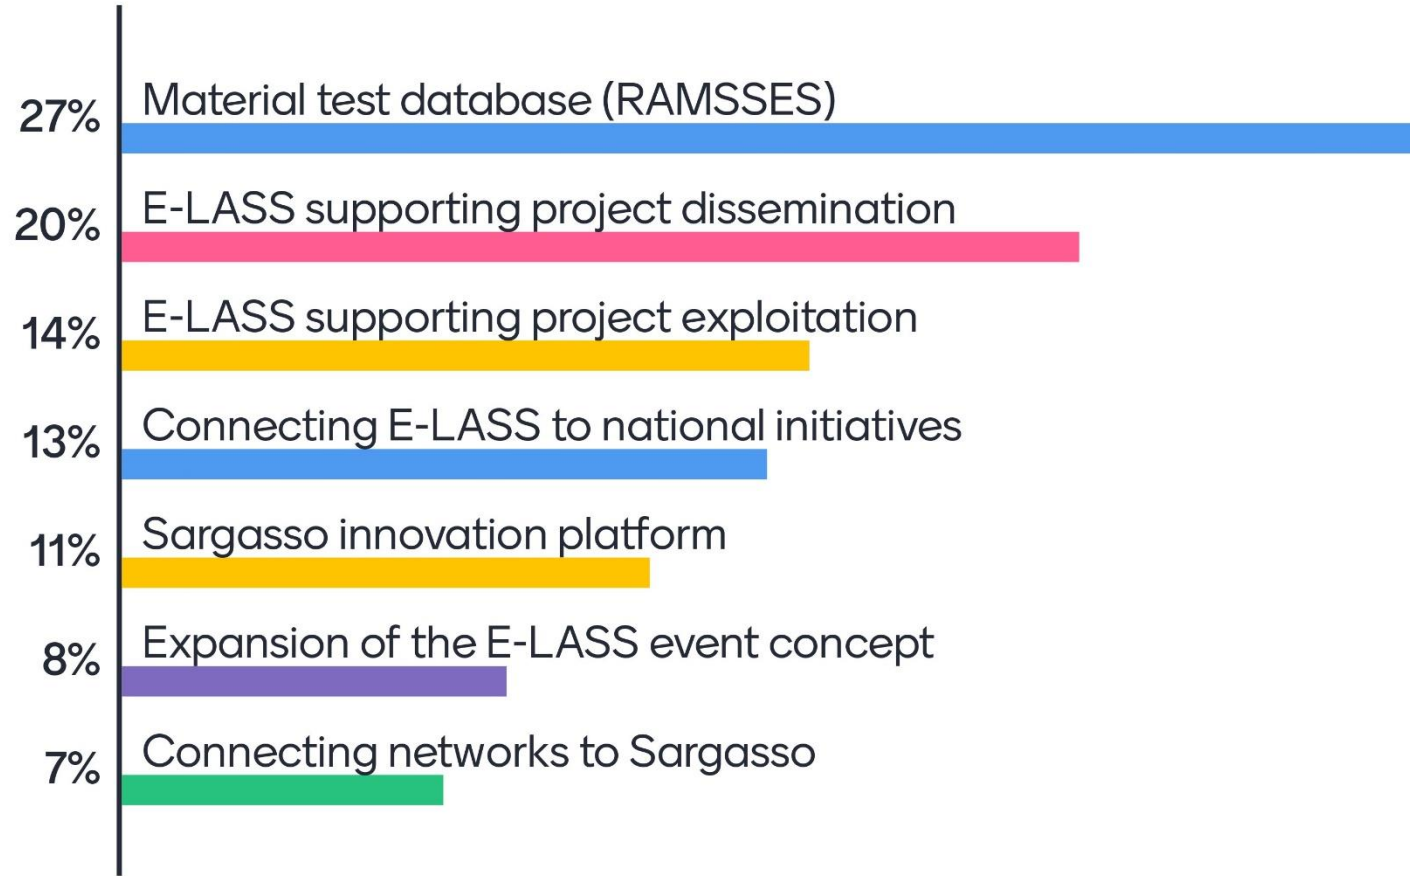 27% Material test database (RAMSSES)
20% E-LASS supporting project dissemination
14% E-LASS supporting project exploitation
13% Connecting E-LASS to national initiatives
11% Sargasso innovation platform
8% Expansion of the E-LASS event concept
7% Connecting networks to Sargasso